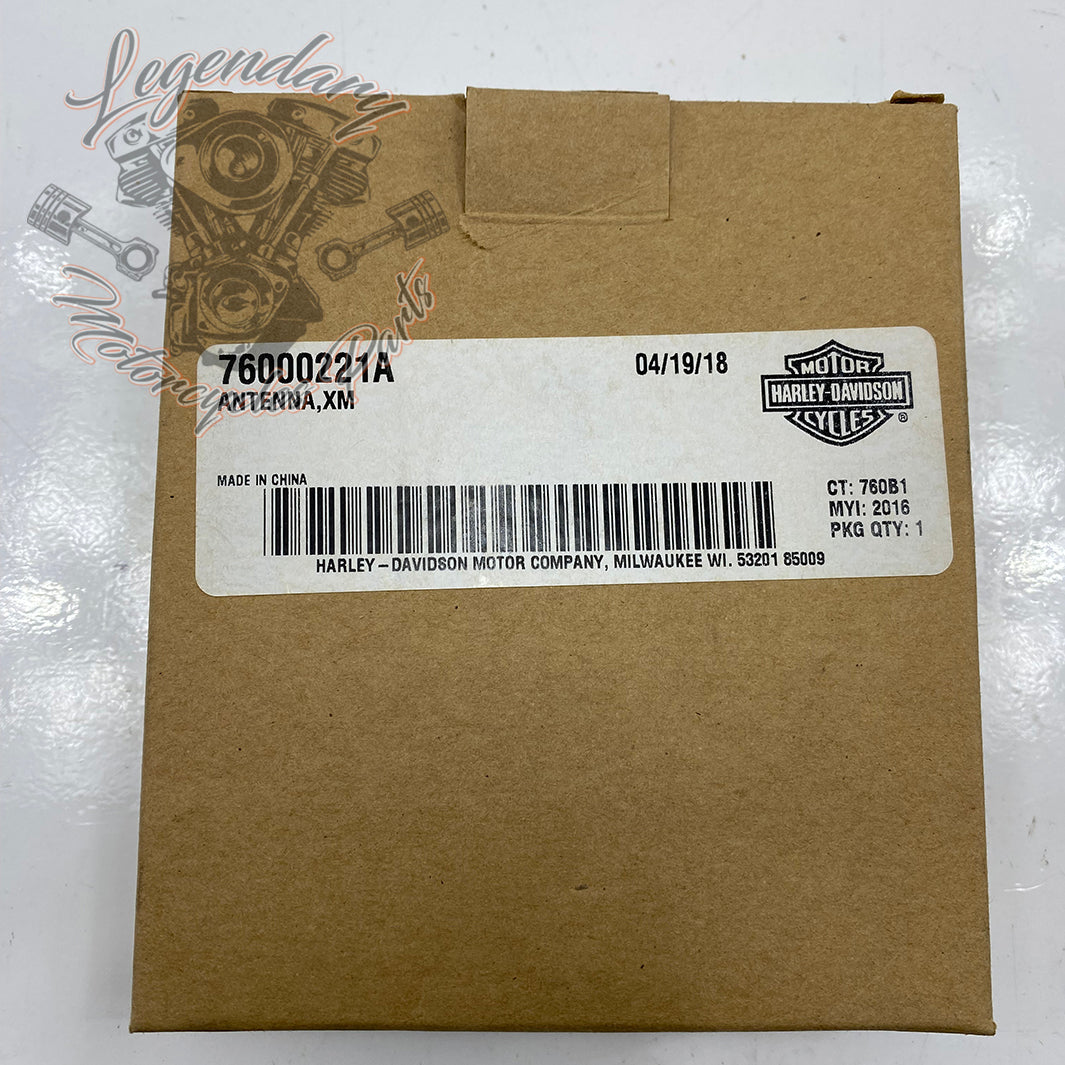 Legendary
Motorcycles Parts
76000221A
04/19/18
ANTENNA,XM
MOTOR
HARLEY-DAVIDSON
CYCLES
®
MADE IN CHINA
CT: 760B1
MYI: 2016
PKG QTY: 1
HARLEY-DAVIDSON MOTOR COMPANY, MILWAUKEE WI. 53201 85009